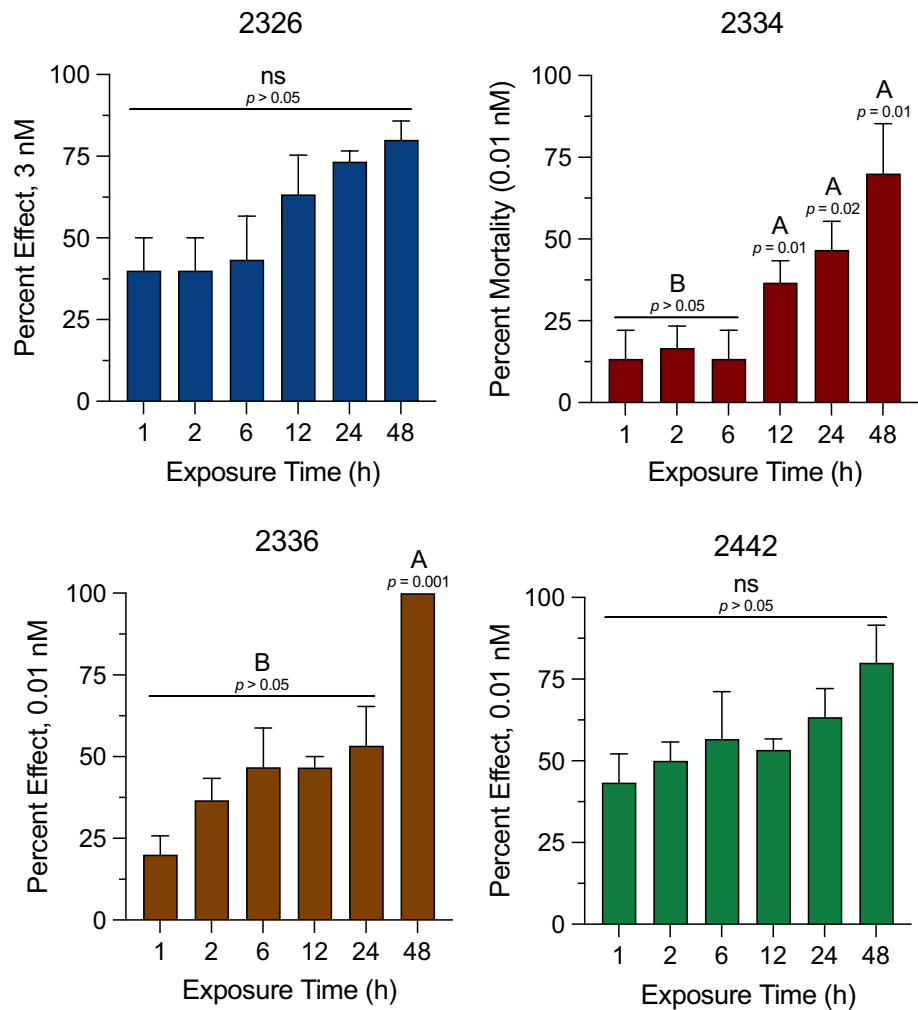 2326
ns
p > 0.05
Percent Effect, 3 nM
100
75
50
25
0
1 2 6 12 24 48
Exposure Time (h)
2334
A
p = 0.01
A
p = 0.02
A
p = 0.01
B
p > 0.05
Percent Mortality (0.01 nM)
100
75
50
25
0
1 2 6 12 24 48
Exposure Time (h)
2336
A
p = 0.001
B
p > 0.05
Percent Effect, 0.01 nM
100
75
50
25
0
1 2 6 12 24 48
Exposure Time (h)
2442
ns
p > 0.05
Percent Effect, 0.01 nM
100
75
50
25
0
1 2 6 12 24 48
Exposure Time (h)